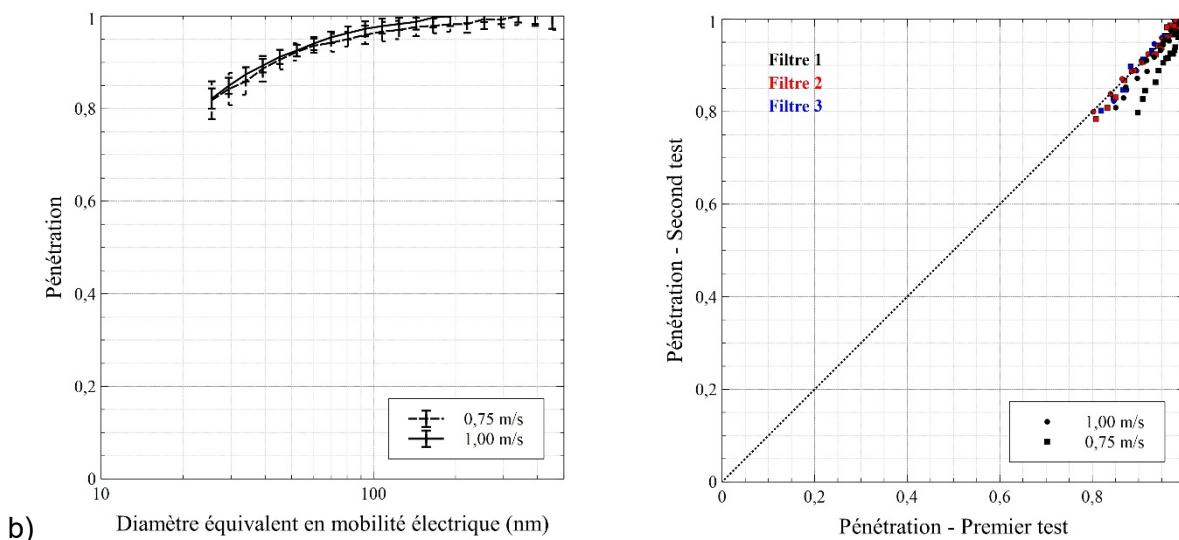 1
0,8
0,6
0,4
0,2
0
10
100
Pénétration
0,75 m/s
1,00 m/s
Diamètre équivalent en mobilité électrique (nm)
b)
1
0,8
0,6
0,4
0,2
0
0
0,2
0,4
0,6
0,8
Pénétration - Second test
Filtre 1
Filtre 2
Filtre 3
1,00 m/s
0,75 m/s
Pénétration - Premier test